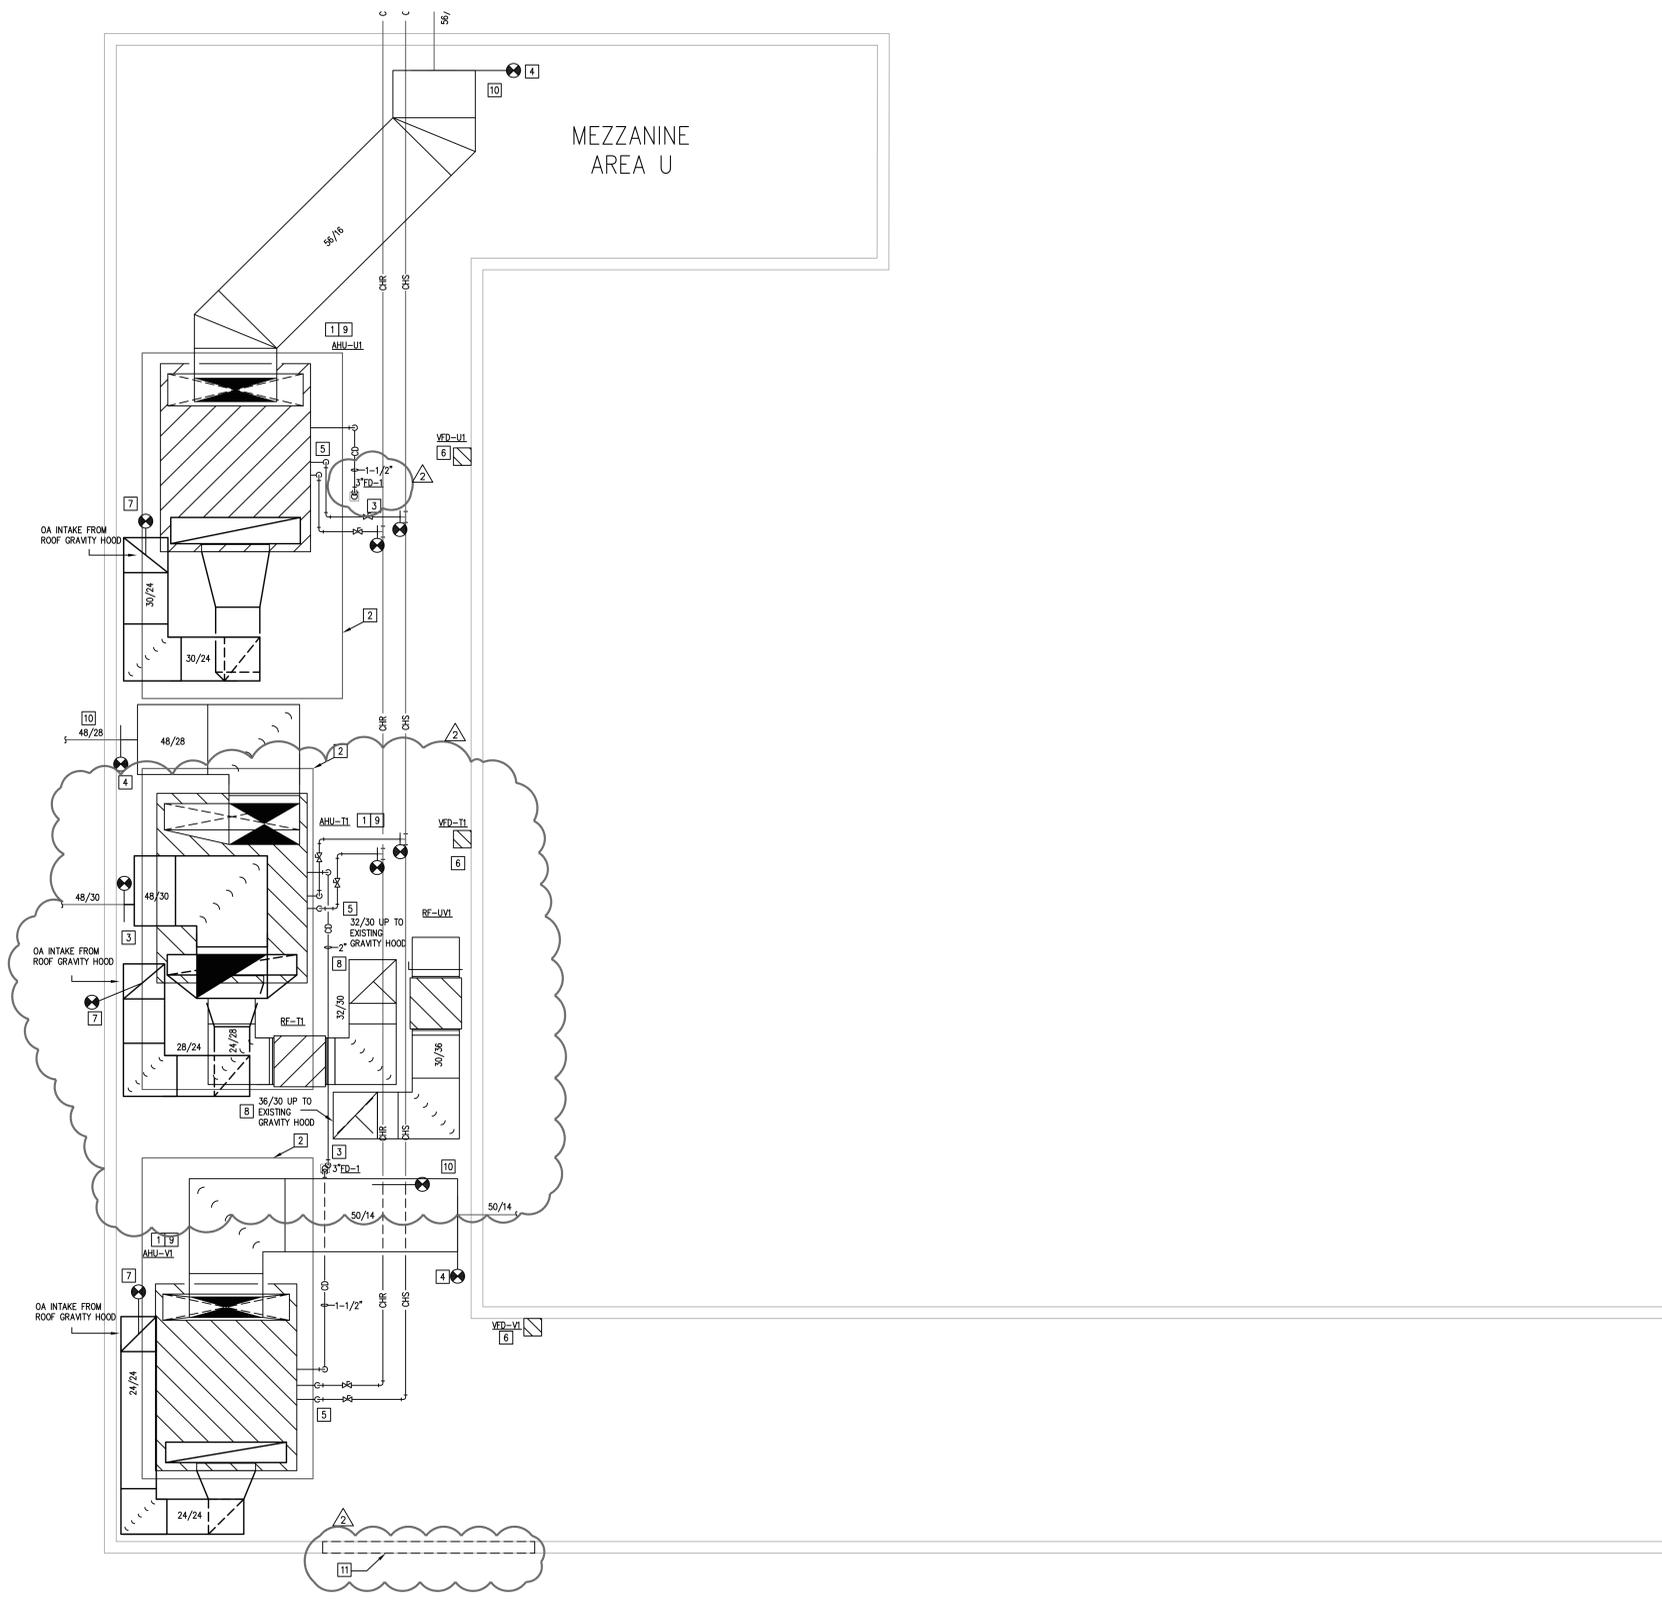 C
C
56/
4
10
MEZZANINE
AREA U
56/16
CHR
CHS
1 9
AHU-U1
VFD-U1
6
5
1-1/2"
2
3"FD-1
3
7
OA INTAKE FROM
ROOF GRAVITY HOOD
30/24
2
30/24
10
48/28
48/28
CHR
CHS
2
2
4
AHU-T1
1 9
VFD-T1
6
48/30
48/30
5
RF-UV1
32/30 UP TO
EXISTING
GRAVITY HOOD
3
CD
2"
OA INTAKE FROM
ROOF GRAVITY HOOD
8
32/30
7
RF-T1
28/24
24/28
30/36
36/30 UP TO
EXISTING
GRAVITY HOOD
8
CHR
CHS
2
3
3"FD-1
10
50/14
50/14
1 9
AHU-V1
7
4
CD
CHR
CHS
1-1/2"
OA INTAKE FROM
ROOF GRAVITY HOOD
VFD-V1
6
24/24
5
24/24
2
11